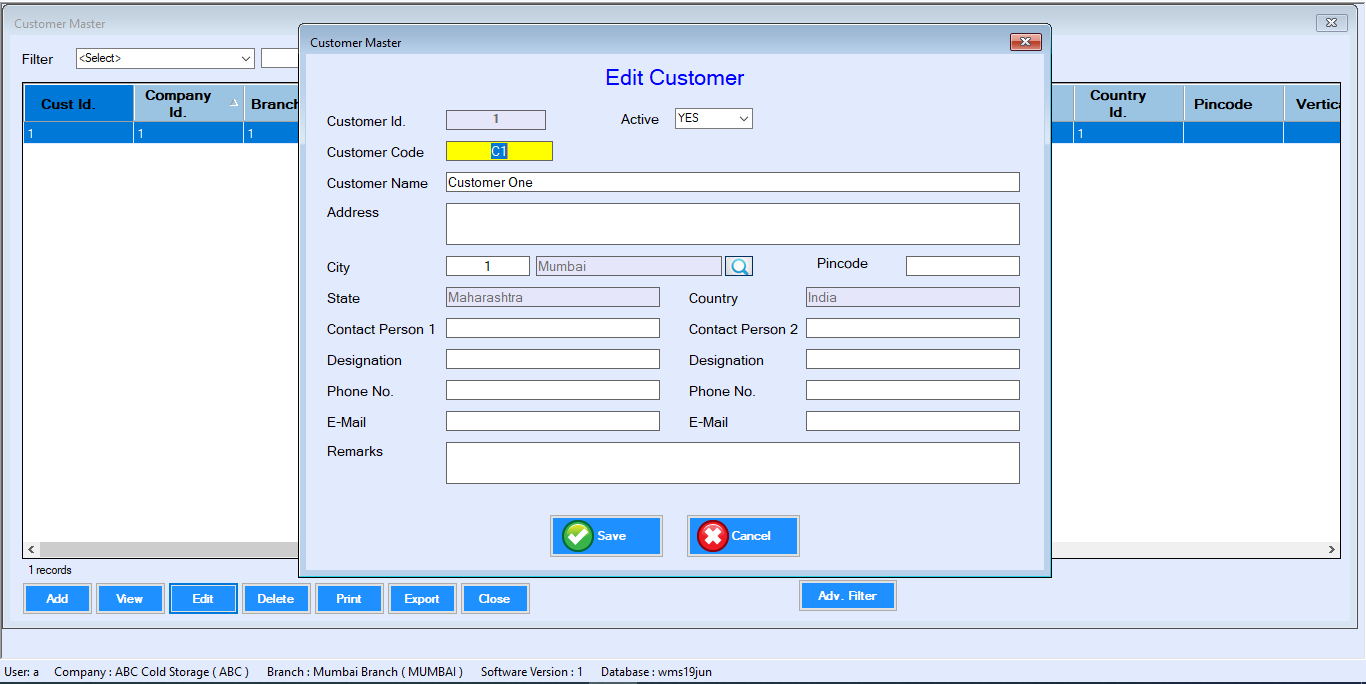 Customer Master
Filter <Select>
Cust Id. Company Id. Branch Country Id. Pincode Vertica
1 1 1 1
Customer Master
Edit Customer
Customer Id. 1 Active YES
Customer Code C1
Customer Name Customer One
Address
City 1 Mumbai Pincode
State Maharashtra Country India
Contact Person 1 Contact Person 2
Designation Designation
Phone No. Phone No.
E-Mail E-Mail
Remarks
Save Cancel
1 records
Add View Edit Delete Print Export Close Adv. Filter
User: a Company : ABC Cold Storage ( ABC ) Branch : Mumbai Branch ( MUMBAI ) Software Version : 1 Database : wms19jun